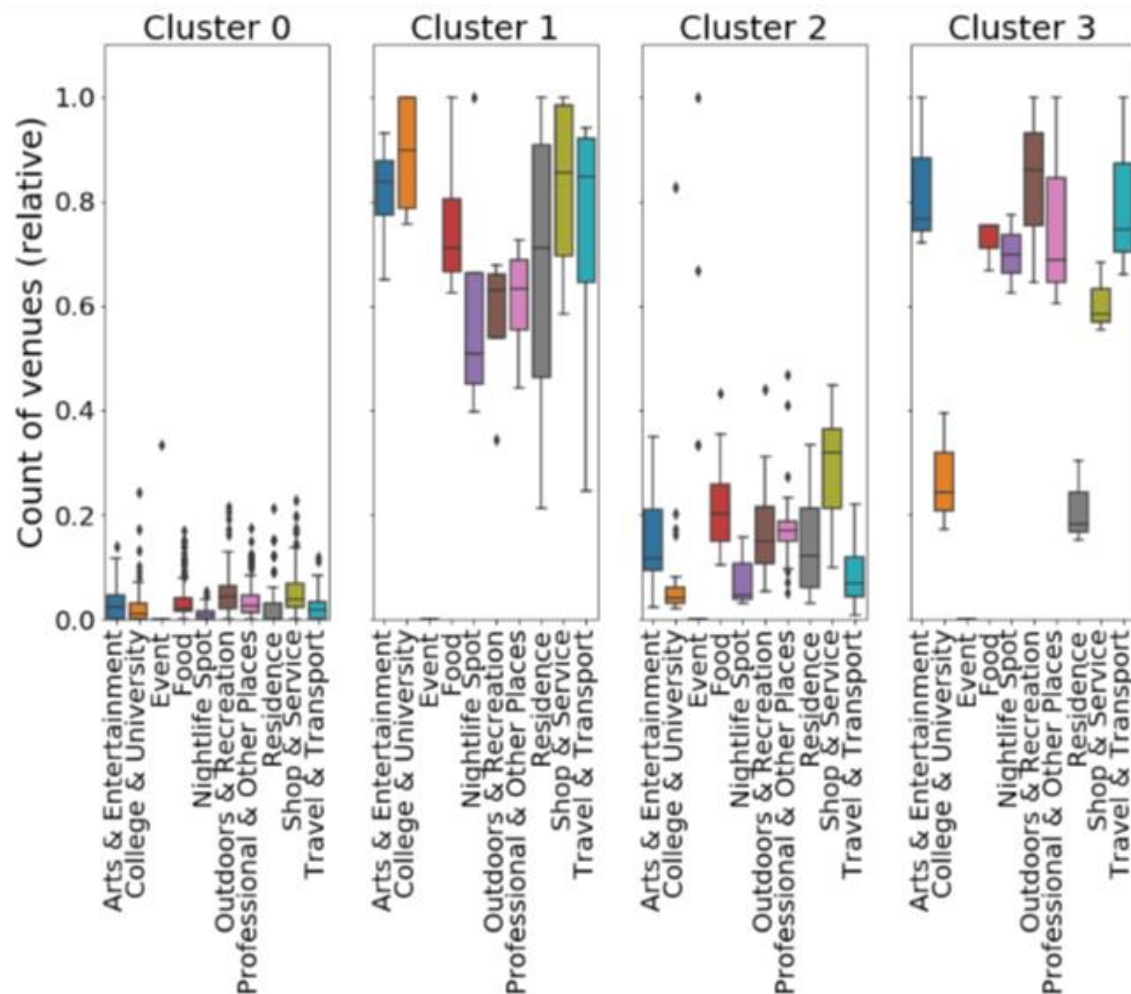 Cluster 0
Cluster 1
Cluster 2
Cluster 3
Count of venues (relative)
1.0
0.8
0.6
0.4
0.2
0.0
Arts & Entertainment
College & University
Event
Food
Nightlife Spot
Outdoors & Recreation
Professional & Other Places
Residence
Shop & Service
Travel & Transport
Arts & Entertainment
College & University
Event
Food
Nightlife Spot
Outdoors & Recreation
Professional & Other Places
Residence
Shop & Service
Travel & Transport
Arts & Entertainment
College & University
Event
Food
Nightlife Spot
Outdoors & Recreation
Professional & Other Places
Residence
Shop & Service
Travel & Transport
Arts & Entertainment
College & University
Event
Food
Nightlife Spot
Outdoors & Recreation
Professional & Other Places
Residence
Shop & Service
Travel & Transport